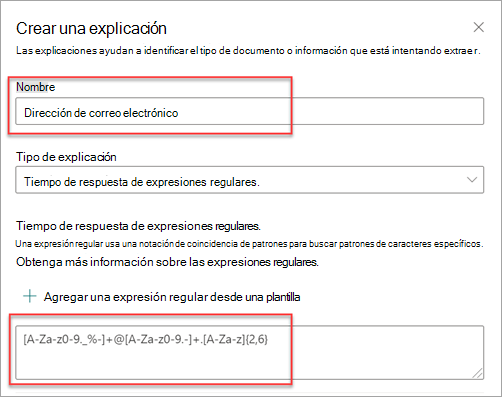 Crear una explicación
Las explicaciones ayudan a identificar el tipo de documento o información que está intentando extraer.
Nombre
Dirección de correo electrónico
Tipo de explicación
Tiempo de respuesta de expresiones regulares.
Tiempo de respuesta de expresiones regulares.
Una expresión regular usa una notación de coincidencia de patrones para buscar patrones de caracteres específicos.
Obtenga más información sobre las expresiones regulares.
Agregar una expresión regular desde una plantilla
[A-Za-z0-9._%-]+@[A-Za-z0-9.-]+.[A-Za-z]{2,6)